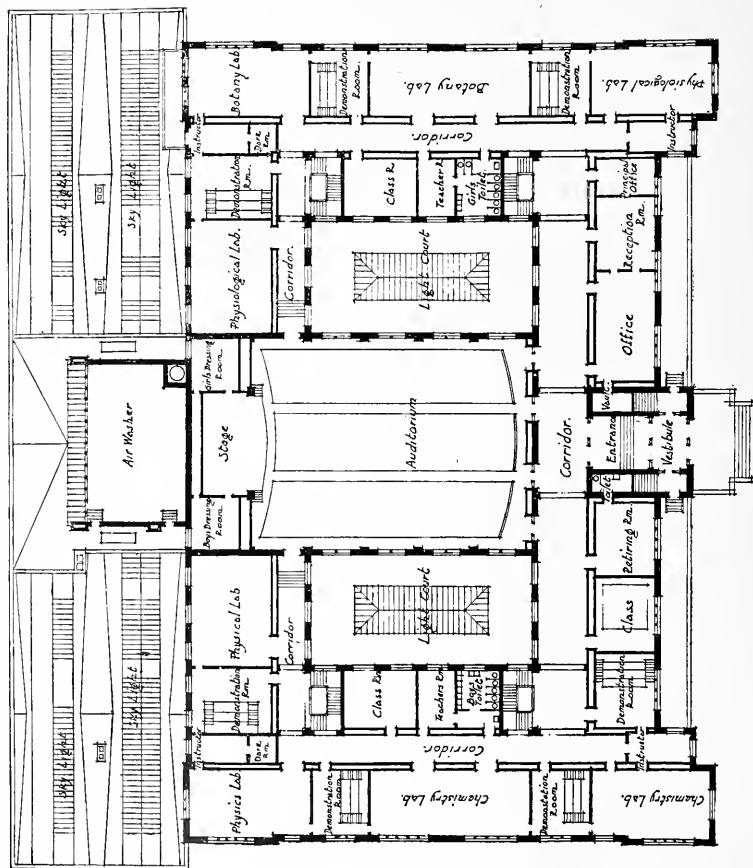 Sky Light
Sky Light
Botany Lab.
Demonstration
Room.
Botany Lab.
Demonstration
Room
Physiological Lab.
Instructor
Dark
Rm
Corridor.
Instructor
Demonstration
Rm.
Class R.
Teacher R.
Girls
Toilet.
Principal
Office
Physiological Lab.
Corridor.
Light Court
Reception
Rm.
Office
Girls Dressing
Room
Vault.
Air Washer
Stage
Auditorium
Corridor.
Entrance
Vestibule
Boys Dressing
Room
Toilet
Physical Lab
Corridor
Light Court
Retiring Rm.
Class
Demonstration
Rm
Class Rm
Teachers Rm
Boys
Toilet
Demonstration
Room
Sky Light
Sky Light
Instructor
Dark
Rm
Corridor.
Instructor
Physics Lab
Demonstration
Room
Chemistry Lab.
Demonstration
Room
Chemistry Lab.